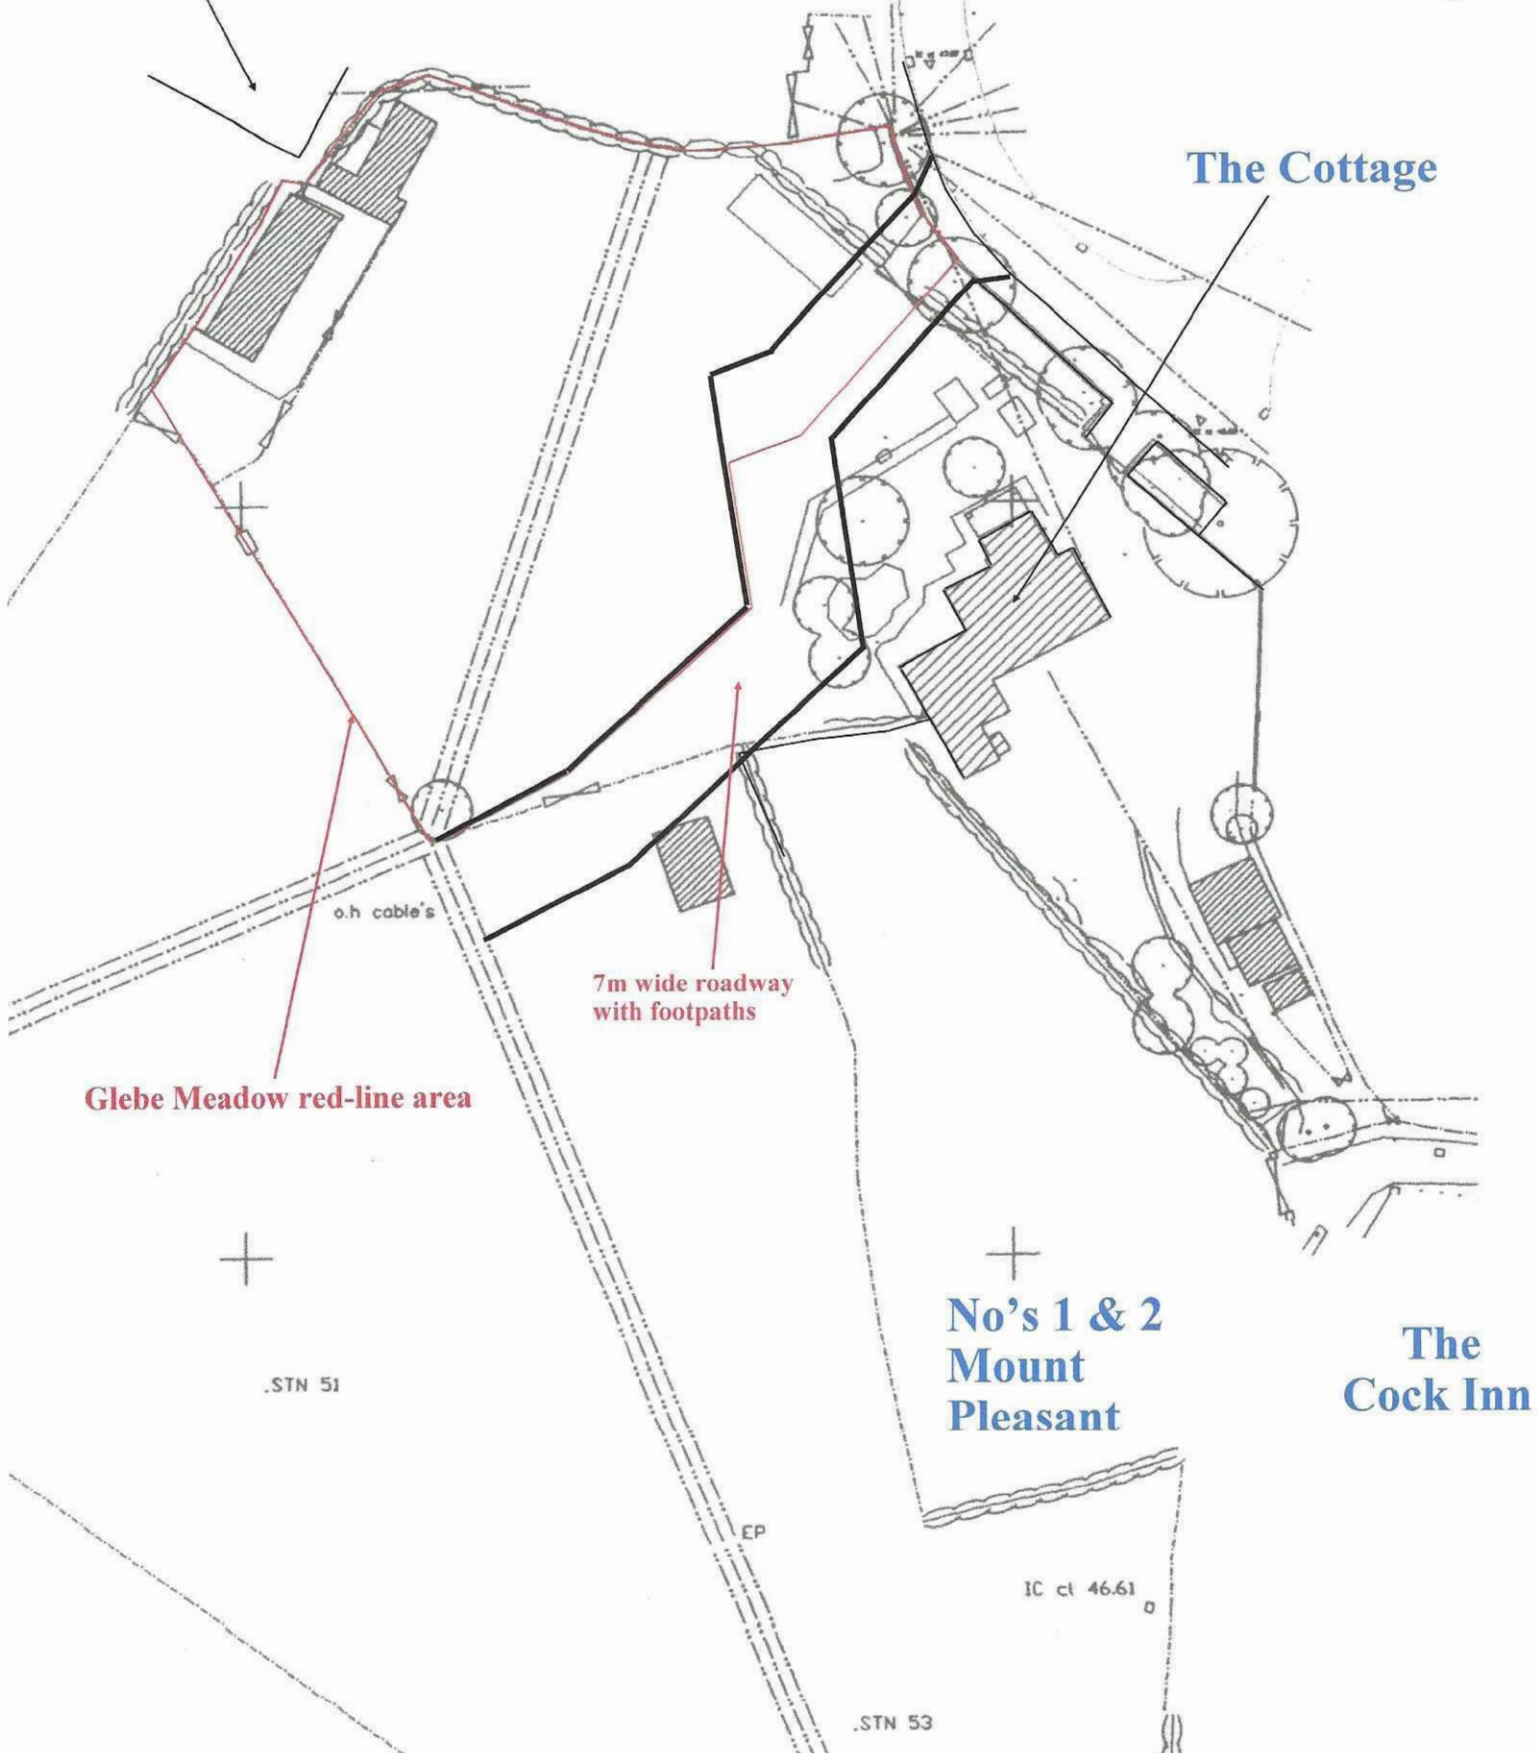 The Cottage
o.h cable's
7m wide roadway
with footpaths
Glebe Meadow red-line area
No's 1 & 2
Mount
Pleasant
The
Cock Inn
.STN 51
EP
IC cl 46.61
.STN 53